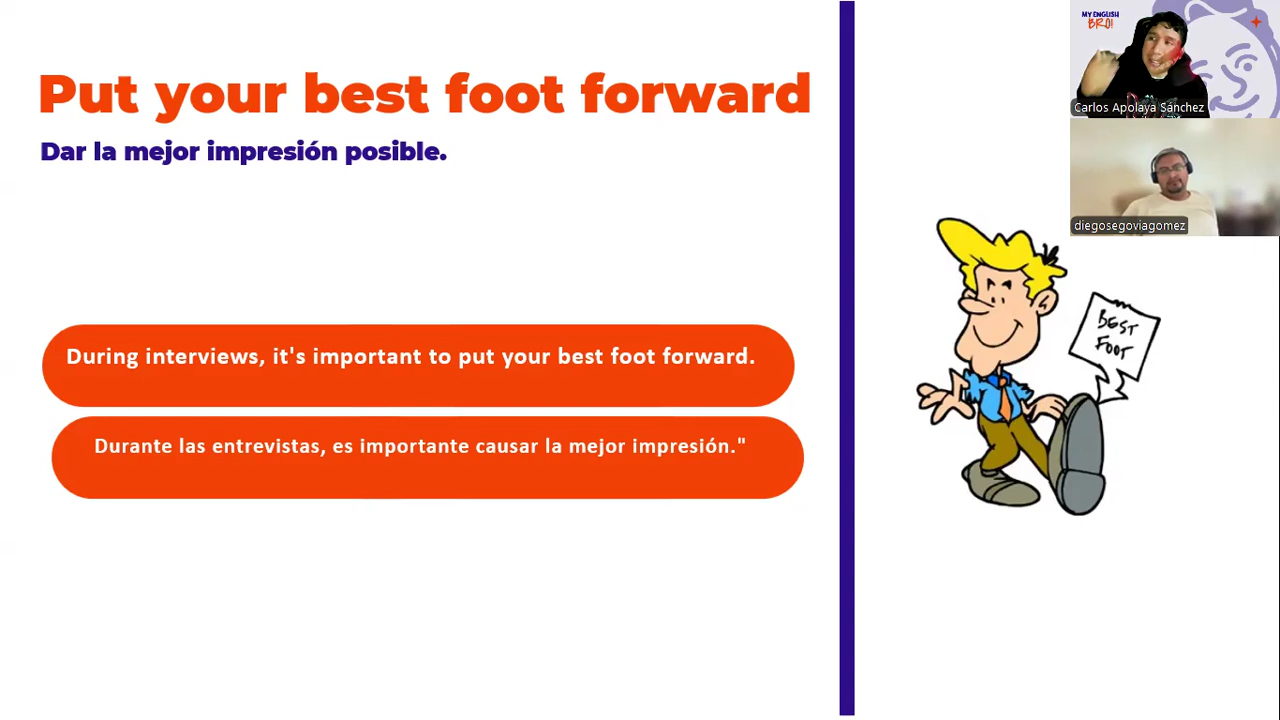 Put your best foot forward
Dar la mejor impresión posible.
During interviews, it's important to put your best foot forward.
Durante las entrevistas, es importante causar la mejor impresión."
BEST
FOOT
MY ENGLISH
BRO!
Carlos Apolaya Sánchez
diegosegoviagomez